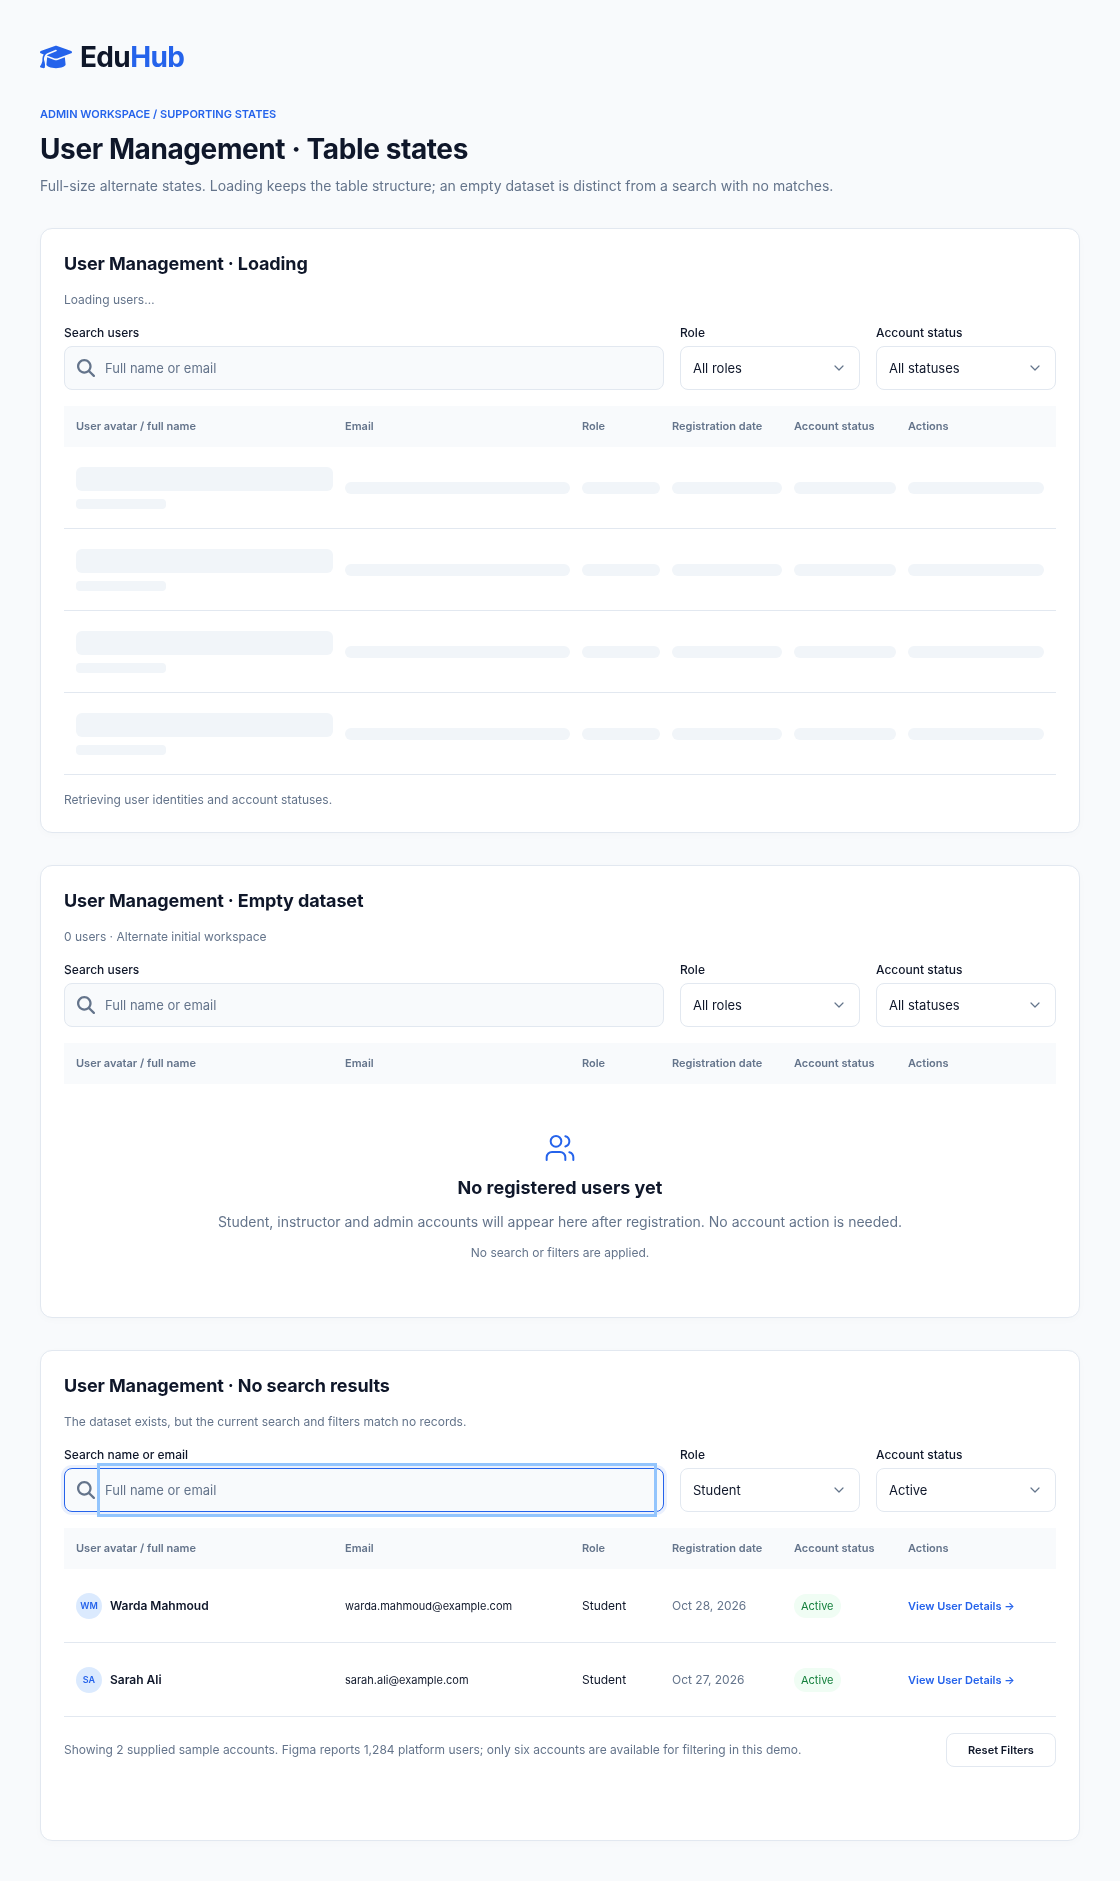 EduHub
ADMIN WORKSPACE / SUPPORTING STATES
User Management · Table states
Full-size alternate states. Loading keeps the table structure; an empty dataset is distinct from a search with no matches.
User Management · Loading
Loading users…
Search users Role Account status
Full name or email All roles All statuses
User avatar / full name Email Role Registration date Account status Actions
Retrieving user identities and account statuses.
User Management · Empty dataset
0 users · Alternate initial workspace
Search users Role Account status
Full name or email All roles All statuses
User avatar / full name Email Role Registration date Account status Actions
No registered users yet
Student, instructor and admin accounts will appear here after registration. No account action is needed.
No search or filters are applied.
User Management · No search results
The dataset exists, but the current search and filters match no records.
Search name or email Role Account status
Full name or email Student Active
User avatar / full name Email Role Registration date Account status Actions
WM Warda Mahmoud warda.mahmoud@example.com Student Oct 28, 2026 Active View User Details →
SA Sarah Ali sarah.ali@example.com Student Oct 27, 2026 Active View User Details →
Showing 2 supplied sample accounts. Figma reports 1,284 platform users; only six accounts are available for filtering in this demo. Reset Filters